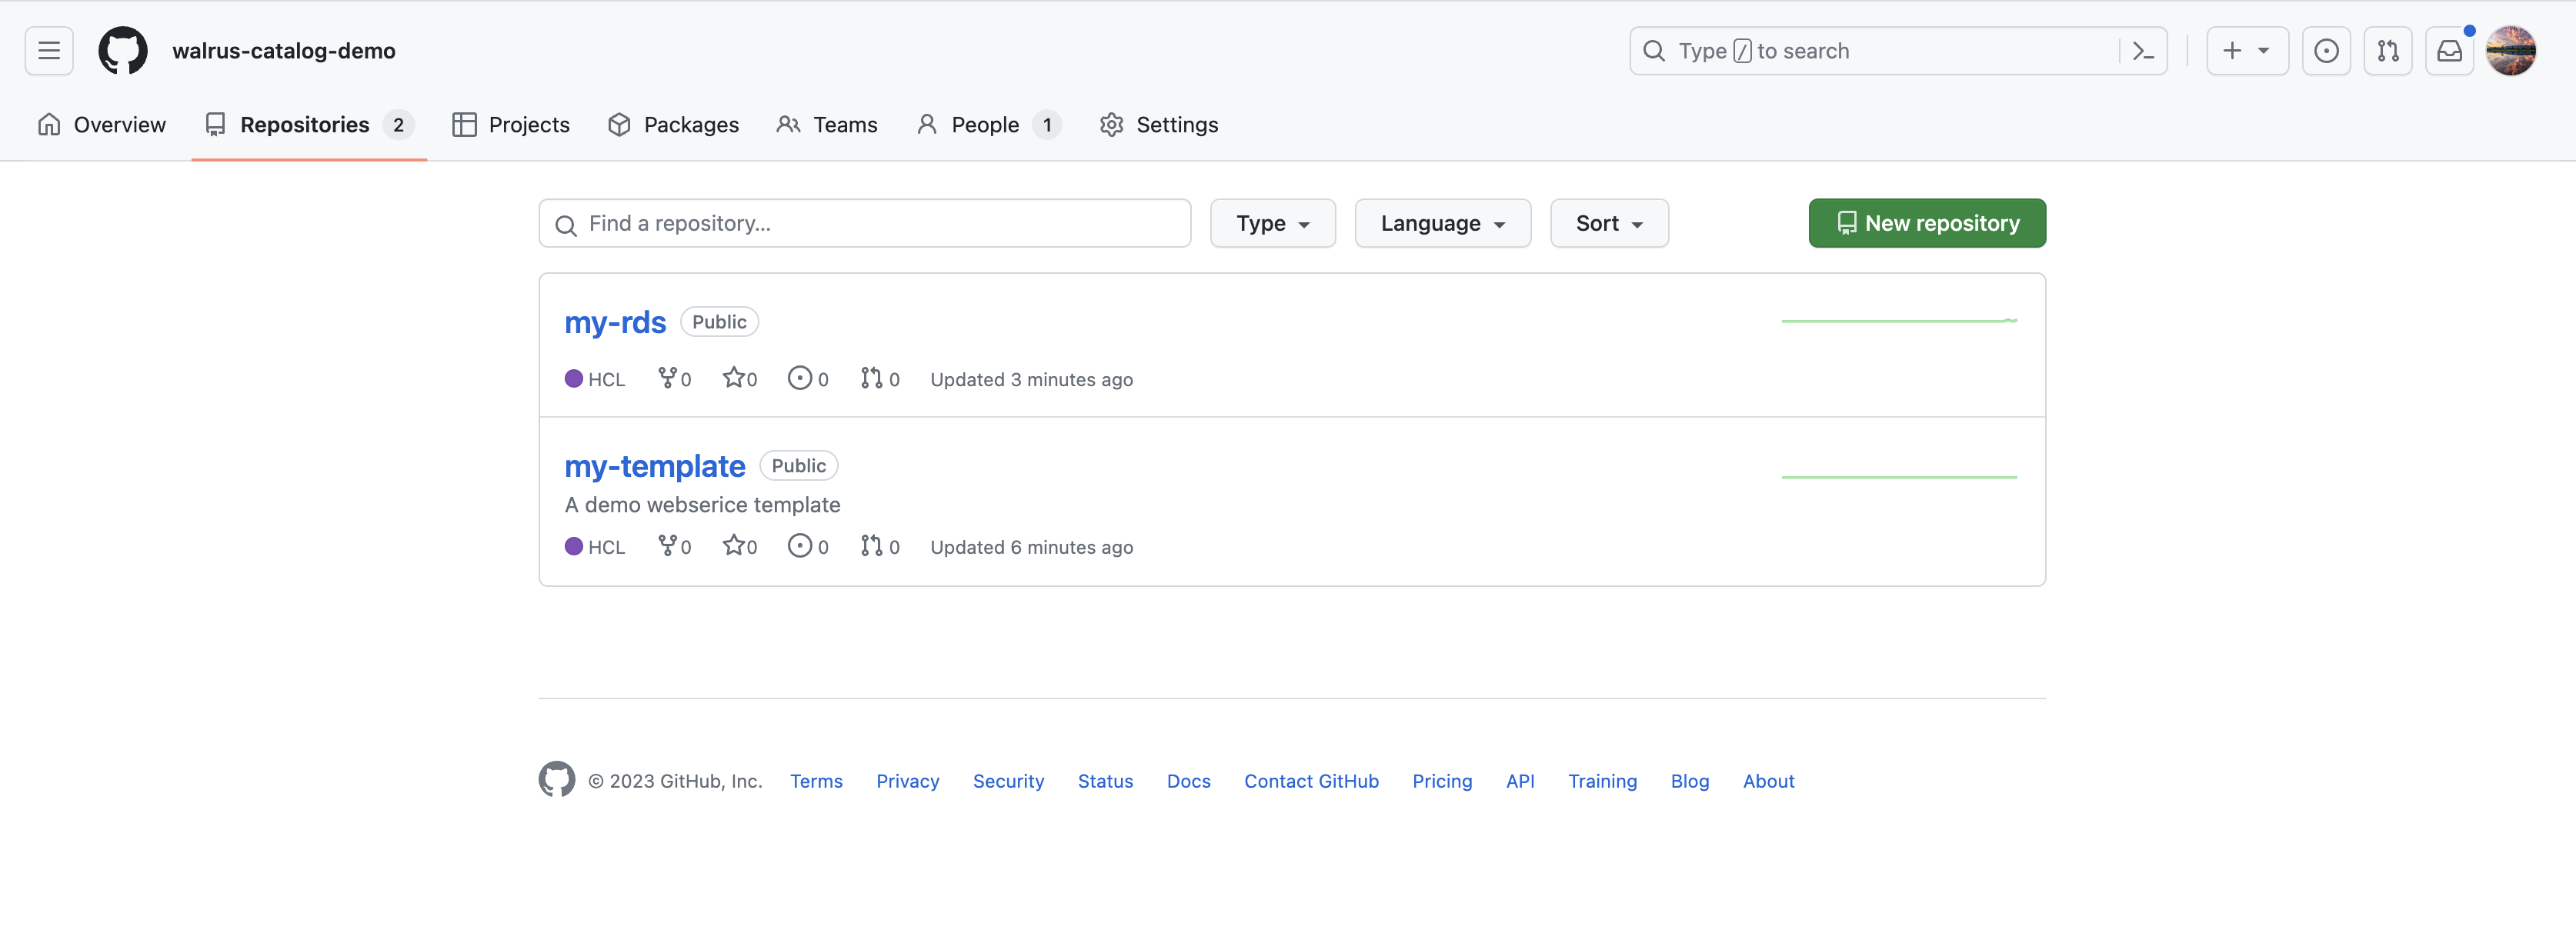 walrus-catalog-demo Type / to search
Overview Repositories 2 Projects Packages Teams People 1 Settings
Find a repository... Type Language Sort New repository
my-rds Public
HCL 0 0 0 0 Updated 3 minutes ago
my-template Public
A demo webserice template
HCL 0 0 0 0 Updated 6 minutes ago
© 2023 GitHub, Inc. Terms Privacy Security Status Docs Contact GitHub Pricing API Training Blog About